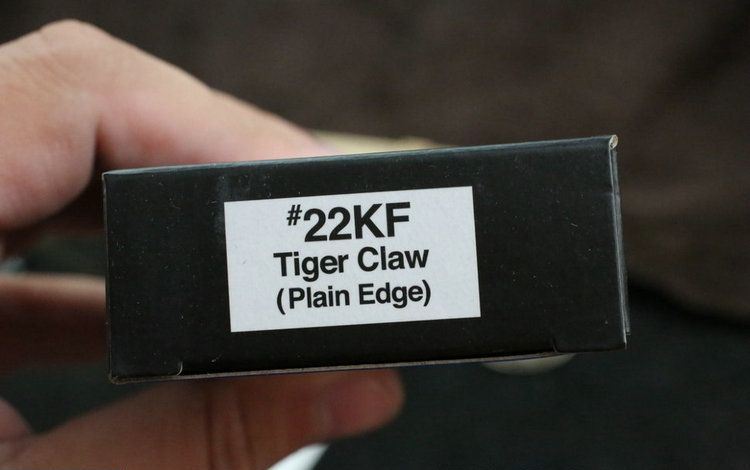 #22KF
Tiger Claw
(Plain Edge)